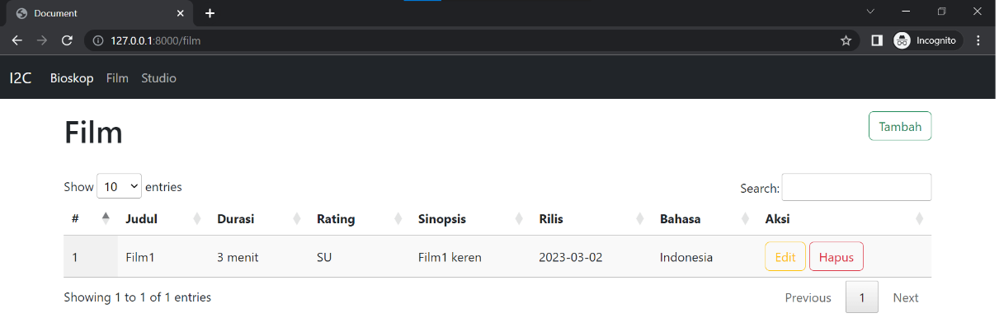 Document
127.0.0.1:8000/film
Incognito
I2C Bioskop Film Studio
Film
Tambah
Show 10 entries
Search:
# Judul Durasi Rating Sinopsis Rilis Bahasa Aksi
1 Film1 3 menit SU Film1 keren 2023-03-02 Indonesia Edit Hapus
Showing 1 to 1 of 1 entries
Previous 1 Next